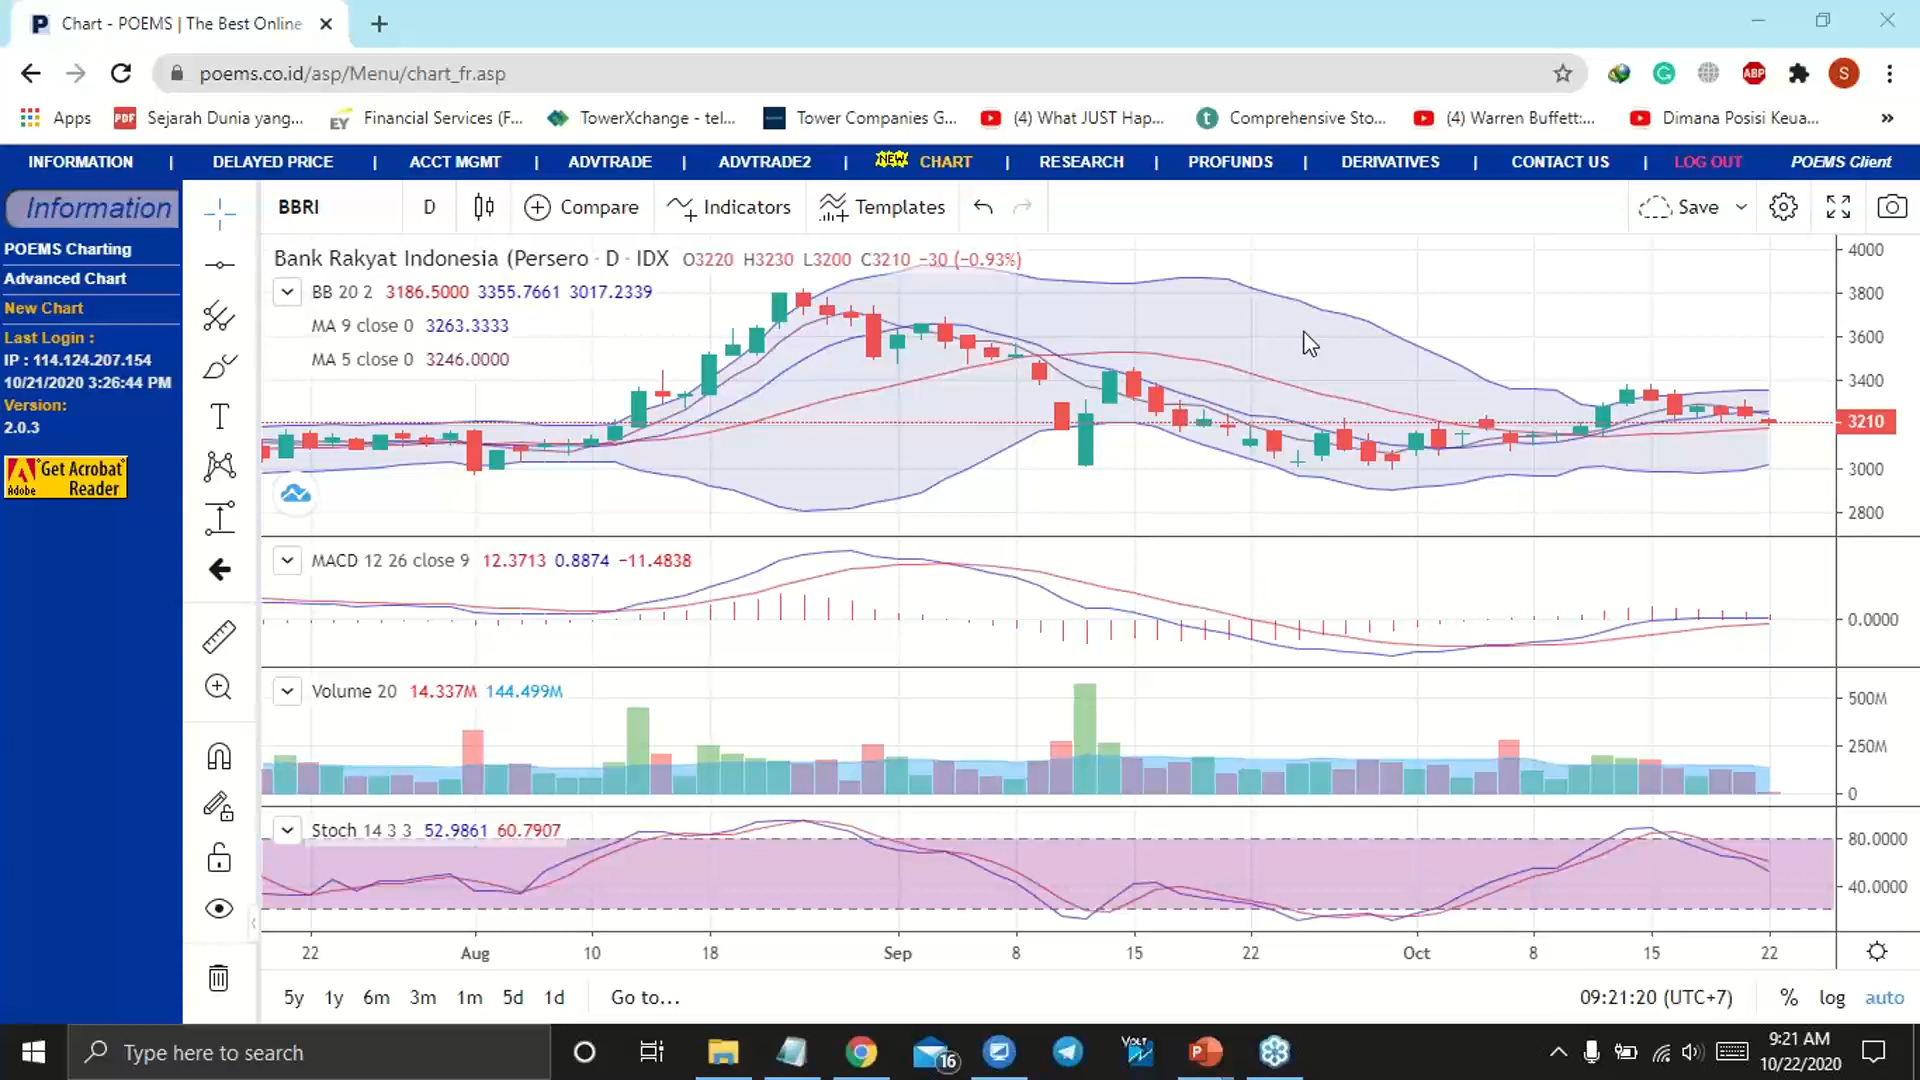 Chart - POEMS | The Best Online
poems.co.id/asp/Menu/chart_fr.asp
ABP
S
Apps
PDF Sejarah Dunia yang...
EY Financial Services (F...
TowerXchange - tel...
Tower Companies G...
(4) What JUST Hap...
t Comprehensive Sto...
(4) Warren Buffett:...
Dimana Posisi Keua...
»
INFORMATION | DELAYED PRICE | ACCT MGMT | ADVTRADE | ADVTRADE2 | NEW CHART | RESEARCH | PROFUNDS | DERIVATIVES | CONTACT US | LOG OUT POEMS Client
Information
POEMS Charting
Advanced Chart
New Chart
Last Login :
IP : 114.124.207.154
10/21/2020 3:26:44 PM
Version:
2.0.3
Get Acrobat
Adobe Reader
BBRI D Compare Indicators Templates Save
Bank Rakyat Indonesia (Persero · D · IDX O3220 H3230 L3200 C3210 −30 (−0.93%)
BB 20 2 3186.5000 3355.7661 3017.2339
MA 9 close 0 3263.3333
MA 5 close 0 3246.0000
4000
3800
3600
3400
3210
3000
2800
MACD 12 26 close 9 12.3713 0.8874 −11.4838
0.0000
Volume 20 14.337M 144.499M
500M
250M
0
Stoch 14 3 3 52.9861 60.7907
80.0000
40.0000
22 Aug 10 18 Sep 8 15 22 Oct 8 15 22
5y 1y 6m 3m 1m 5d 1d Go to...
09:21:20 (UTC+7) % log auto
Type here to search
16
VOLT
9:21 AM
10/22/2020